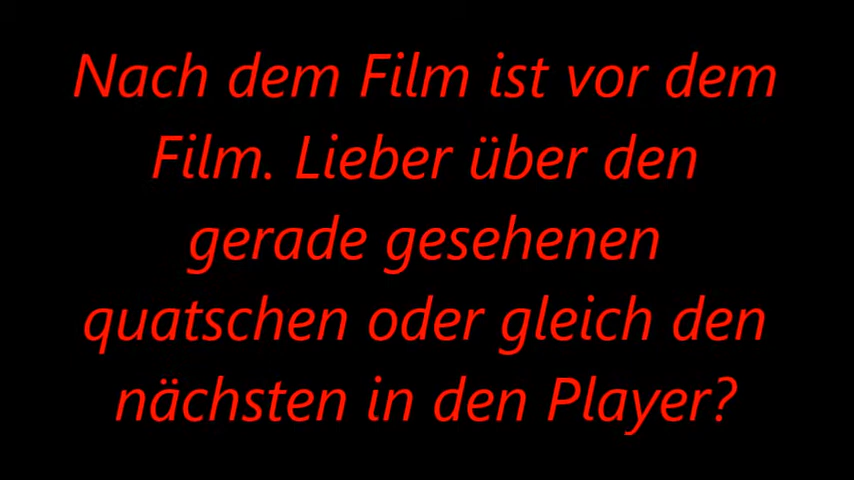 Nach dem Film ist vor dem
Film. Lieber über den
gerade gesehenen
quatschen oder gleich den
nächsten in den Player?